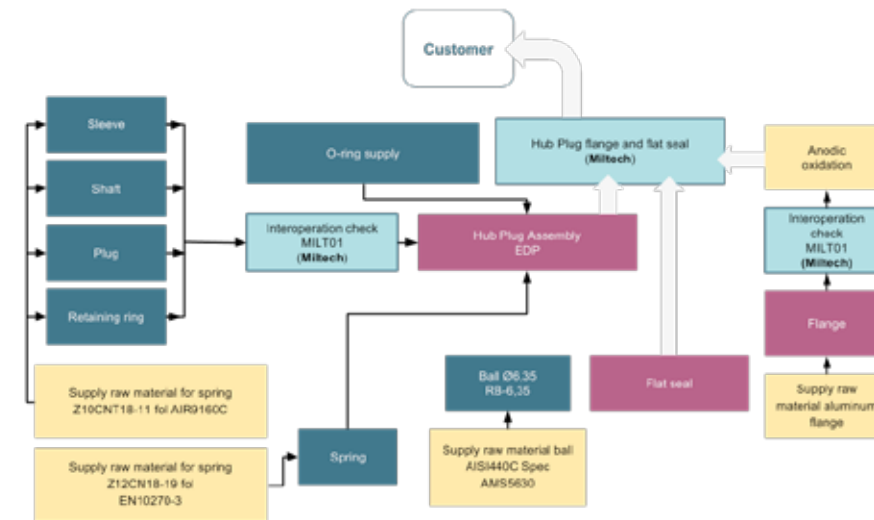 Customer
Sleeve
O-ring supply
Hub Plug flange and flat seal
(Miltech)
Anodic
oxidation
Shaft
Interoperation check
MILT01
(Miltech)
Hub Plug Assembly
EDP
Interoperation
check
MILT01
(Miltech)
Plug
Retaining ring
Flange
Supply raw material for spring
Z10CNT18-11 fol AIR9160C
Ball Ø6.35
RB-6,35
Flat seal
Supply raw
material aluminum
flange
Supply raw material for spring
Z12CN18-19 fol
EN10270-3
Spring
Supply raw material ball
AISI440C Spec
AMS5630